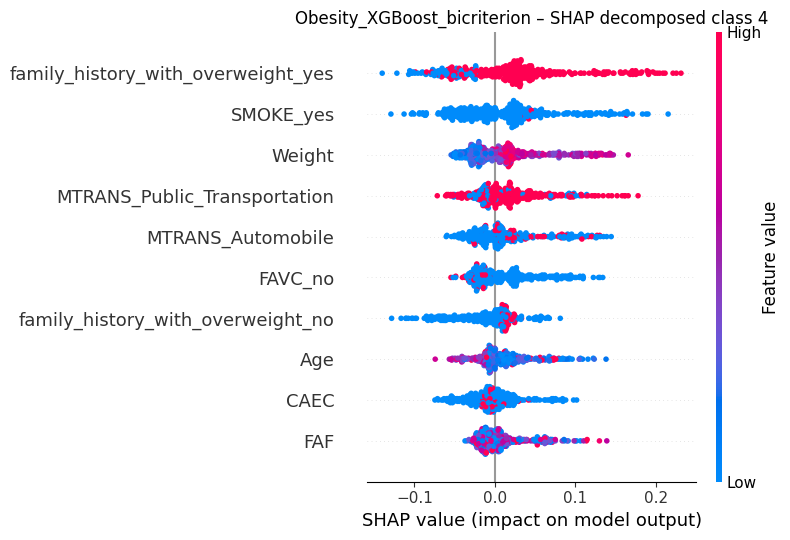 Obesity_XGBoost_bicriterion – SHAP decomposed class 4
High
family_history_with_overweight_yes
SMOKE_yes
Weight
MTRANS_Public_Transportation
MTRANS_Automobile
FAVC_no
family_history_with_overweight_no
Age
CAEC
FAF
Feature value
Low
−0.1 0.0 0.1 0.2
SHAP value (impact on model output)